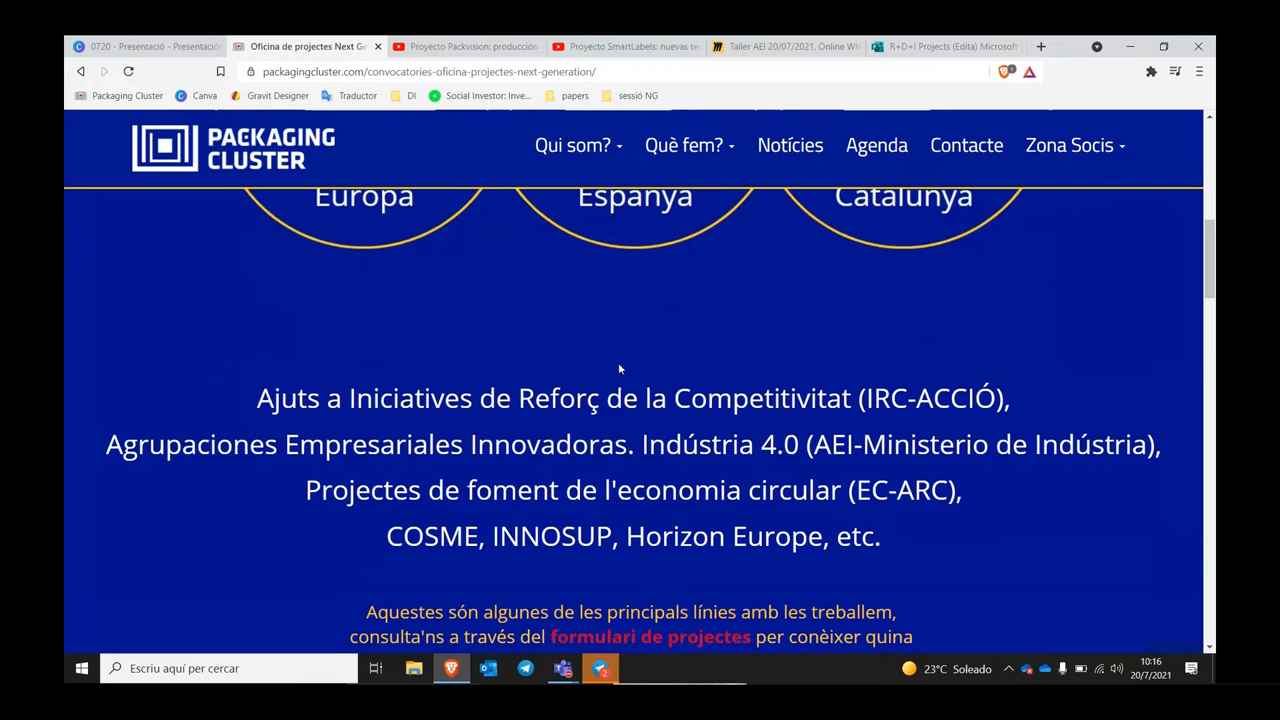 0720 - Presentació - Presentació
Oficina de projectes Next Ge
Proyecto Packvision: producción
Proyecto SmartLabels: nuevas te
Taller AEI 20/07/2021, Online Wh
R+D+I Projects (Edita) Microsoft
packagingcluster.com/convocatories-oficina-projectes-next-generation/
Packaging Cluster
Canva
Gravit Designer
Traductor
DI
Social Investor: Inve...
papers
sessió NG
PACKAGING
CLUSTER
Qui som?
Què fem?
Notícies
Agenda
Contacte
Zona Socis
Europa
Espanya
Catalunya
Ajuts a Iniciatives de Reforç de la Competitivitat (IRC-ACCIÓ),
Agrupaciones Empresariales Innovadoras. Indústria 4.0 (AEI-Ministerio de Indústria),
Projectes de foment de l'economia circular (EC-ARC),
COSME, INNOSUP, Horizon Europe, etc.
Aquestes són algunes de les principals línies amb les treballem,
consulta'ns a través del formulari de projectes per conèixer quina
Escriu aquí per cercar
2
23°C Soleado
10:16
20/7/2021